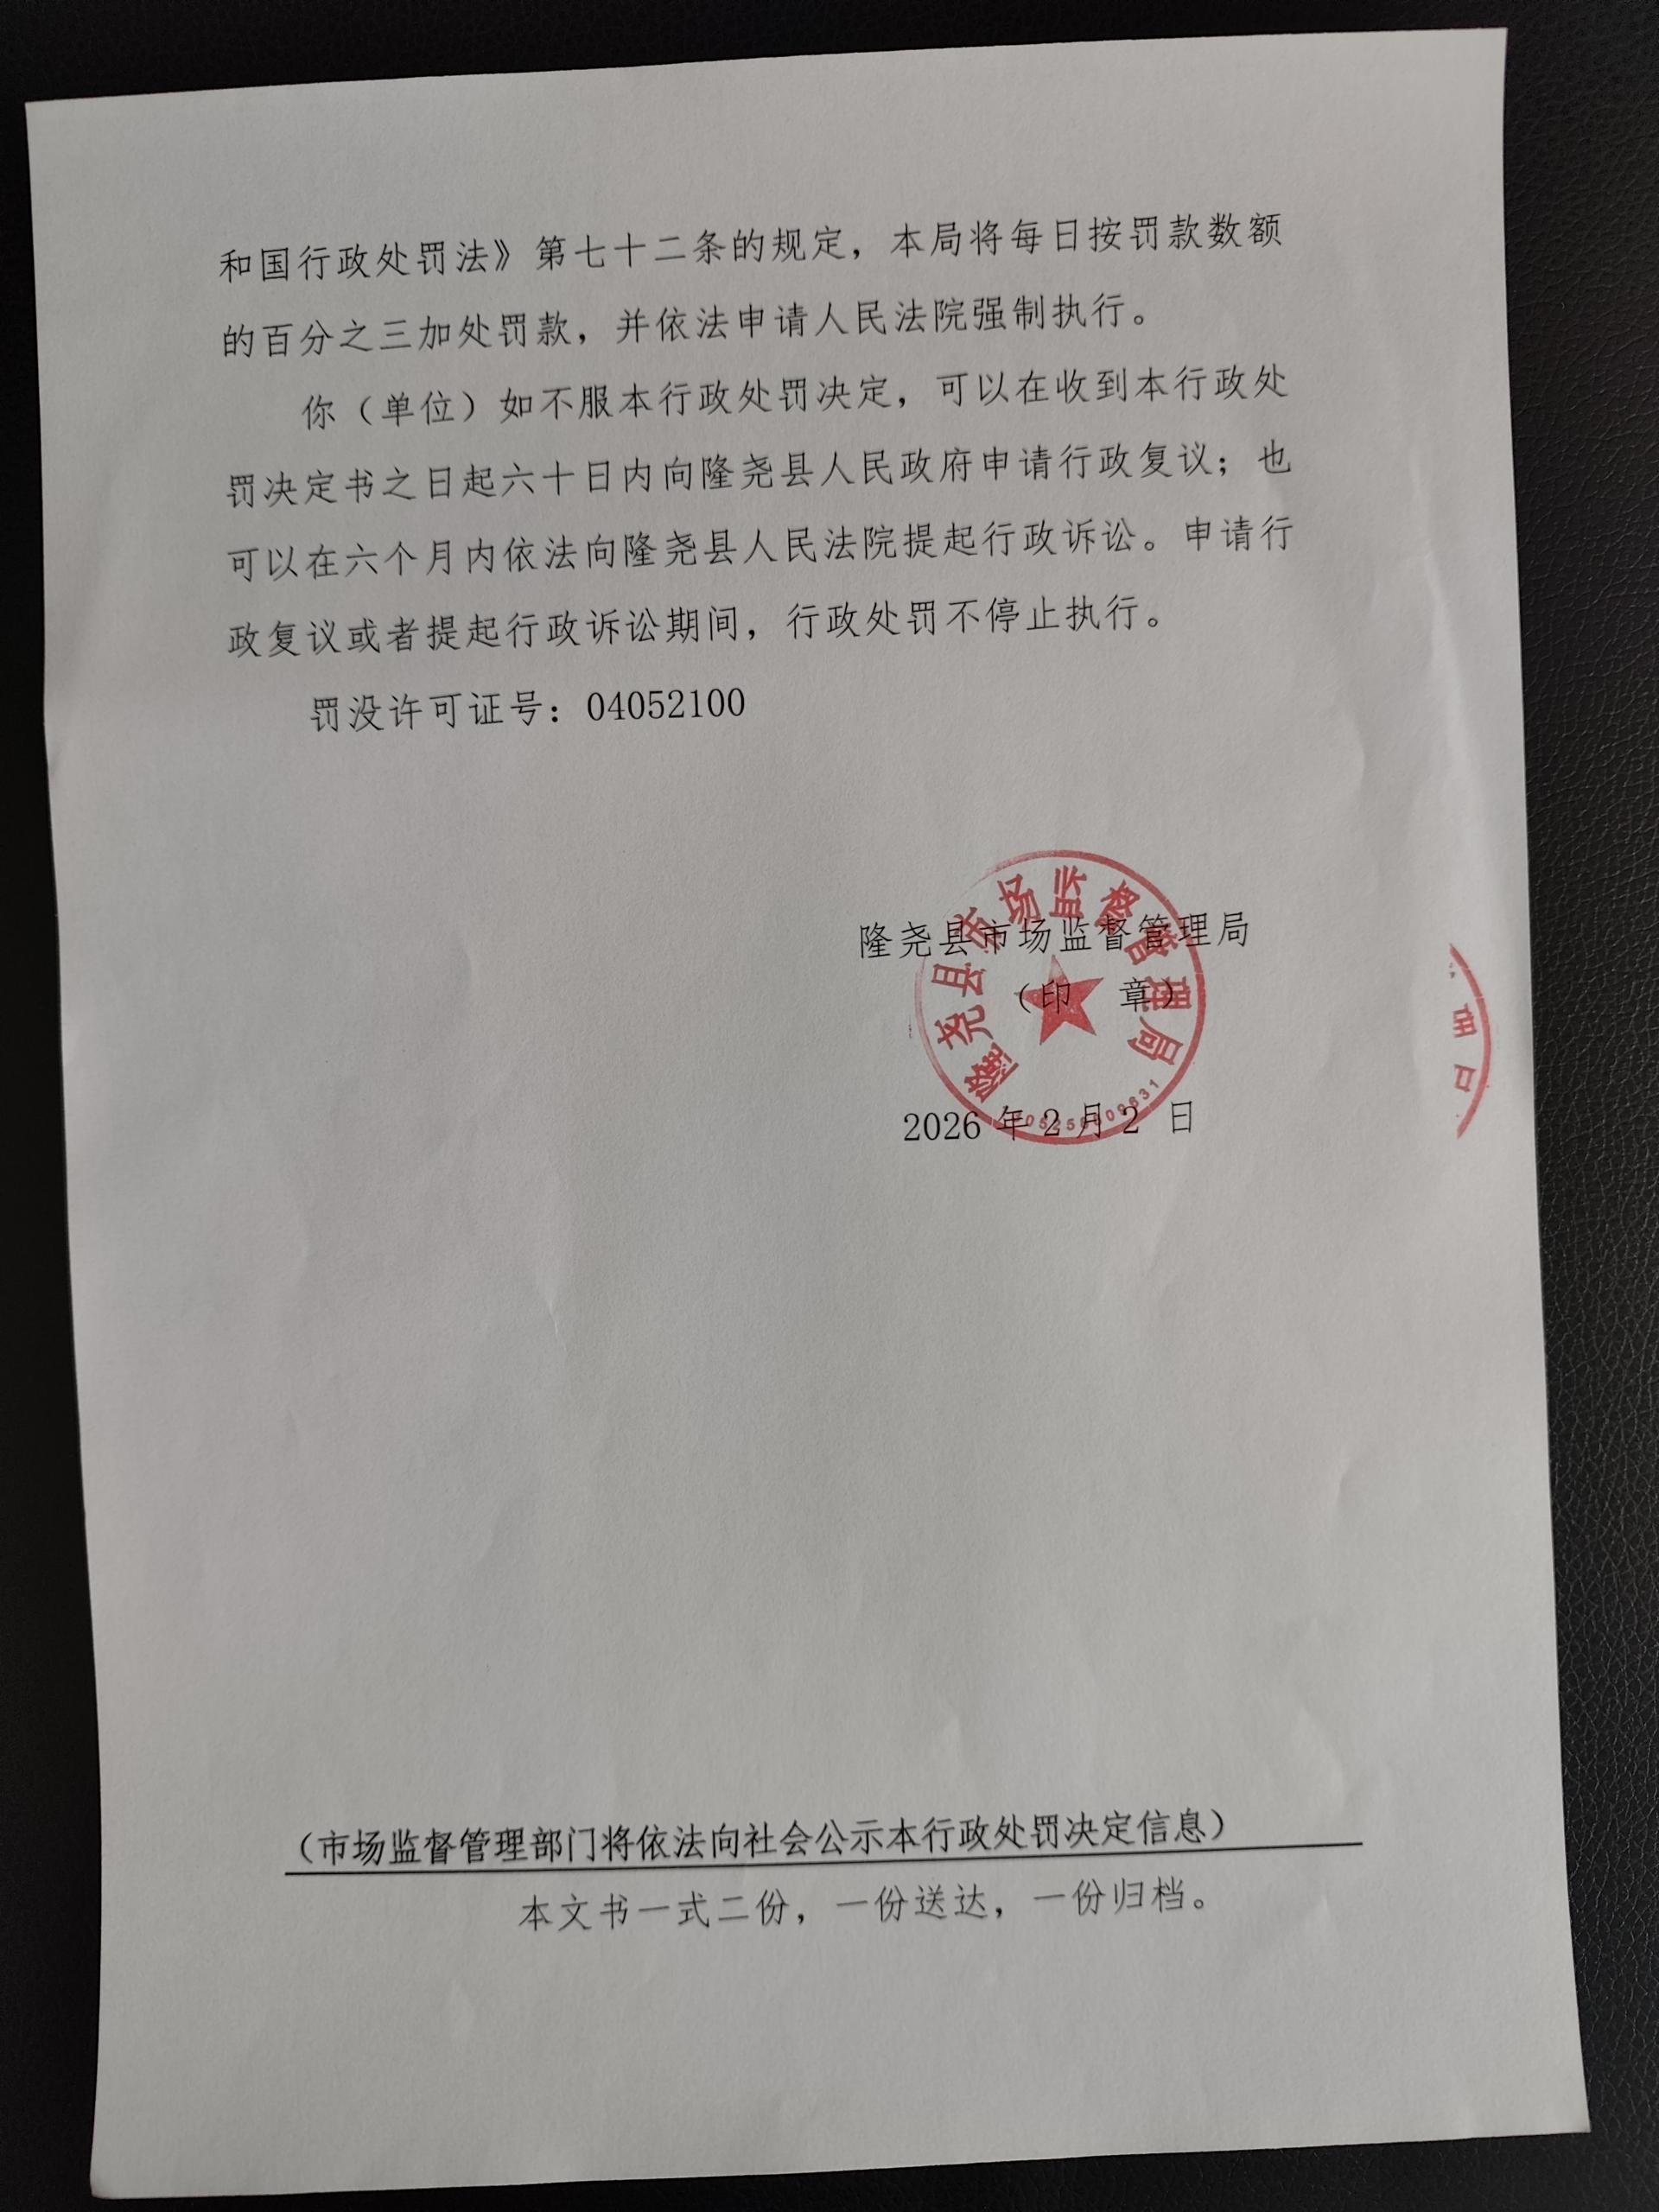 和国行政处罚法》第七十二条的规定，本局将每日按罚款数额
的百分之三加处罚款，并依法申请人民法院强制执行。
你（单位）如不服本行政处罚决定，可以在收到本行政处
罚决定书之日起六十日内向隆尧县人民政府申请行政复议；也
可以在六个月内依法向隆尧县人民法院提起行政诉讼。申请行
政复议或者提起行政诉讼期间，行政处罚不停止执行。
罚没许可证号：04052100
隆尧县市场监督管理局
隆尧县市场监督管理局
（印 章）
2026 年 2 月 2 日
（市场监督管理部门将依法向社会公示本行政处罚决定信息）
本文书一式二份，一份送达，一份归档。